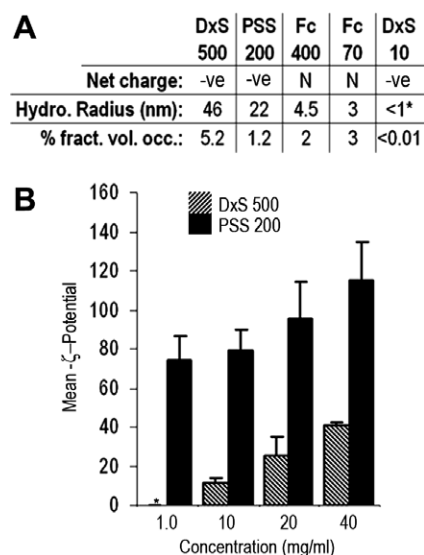 A
DxS PSS Fc Fc DxS
500 200 400 70 10
Net charge: -ve -ve N N -ve
Hydro. Radius (nm): 46 22 4.5 3 <1*
% fract. vol. occ.: 5.2 1.2 2 3 <0.01
B
160
140
120
100
80
60
40
20
0
Mean -ζ-Potential
DxS 500
PSS 200
*
1.0 10 20 40
Concentration (mg/ml)